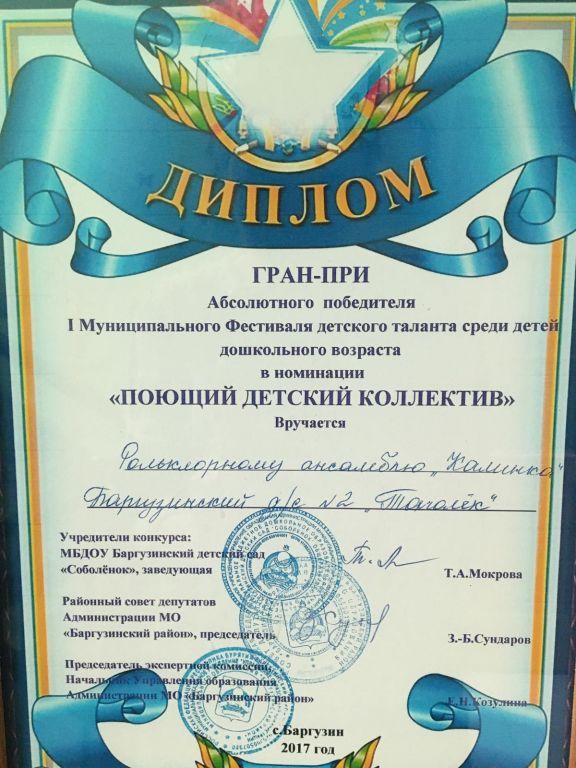 ДИПЛОМ
ГРАН-ПРИ
Абсолютного победителя
I Муниципального Фестиваля детского таланта среди детей
дошкольного возраста
в номинации
«ПОЮЩИЙ ДЕТСКИЙ КОЛЛЕКТИВ»
Вручается
Фольклорному ансамблю „Калинка"
Баргузинский д/с №2 „
Учредители конкурса:
МБДОУ Баргузинский детский сад
«Соболёнок», заведующая
Т.А.Мокрова
Районный совет депутатов
Администрации МО
«Баргузинский район», председатель
З.-Б.Сундаров
Председатель экспертной комиссии,
Начальник Управления образования
Администрации МО «Баргузинский район»
Е.Н.Козулина
с.Баргузин
2017 год